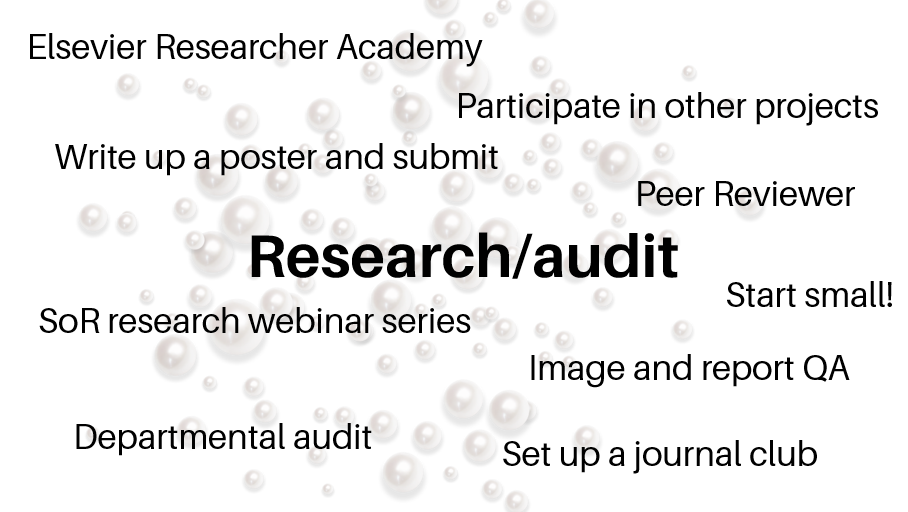 Elsevier Researcher Academy
Participate in other projects
Write up a poster and submit
Peer Reviewer
Research/audit
Start small!
SoR research webinar series
Image and report QA
Departmental audit
Set up a journal club